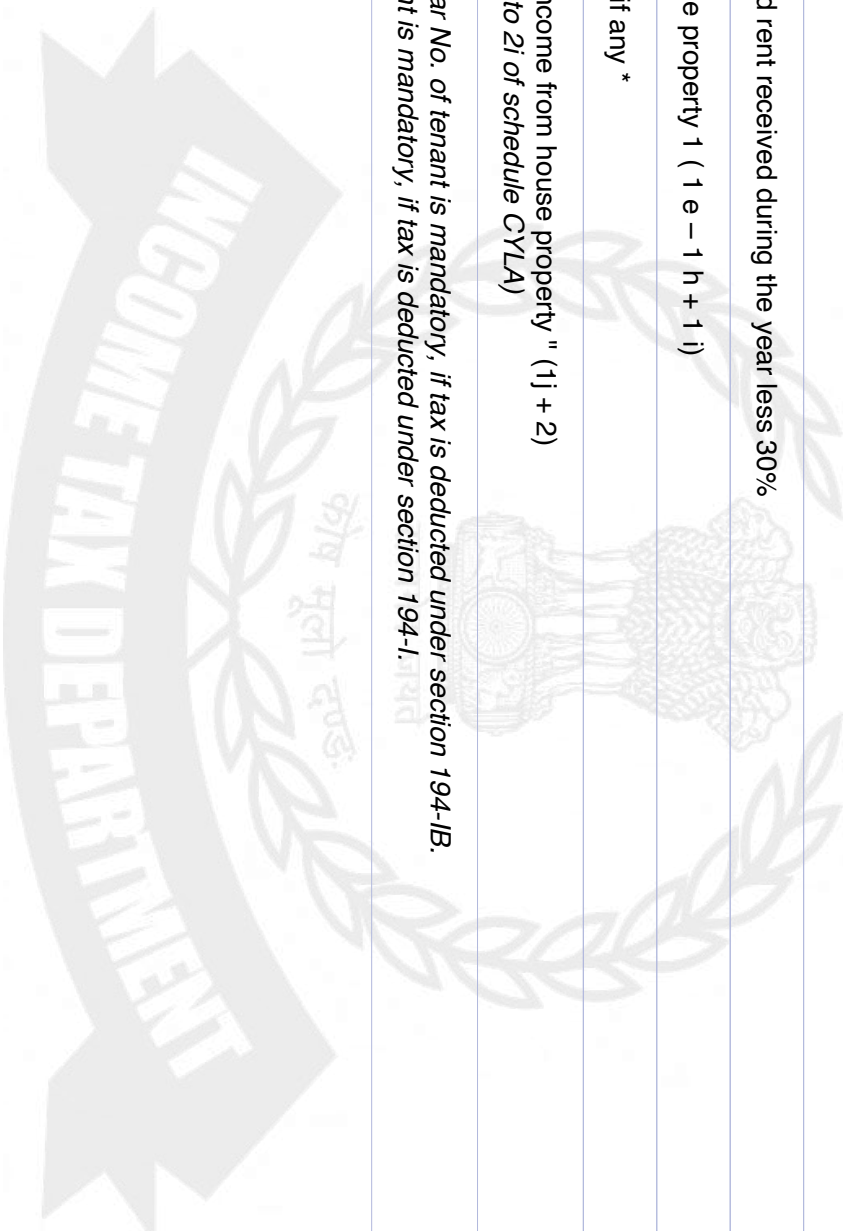 d rent received during the year less 30%
e property 1 ( 1 e – 1 h + 1 i)
if any *
ncome from house property " (1j + 2)
to 2i of schedule CYLA)
ar No. of tenant is mandatory, if tax is deducted under section 194-IB.
nt is mandatory, if tax is deducted under section 194-I.
कोष मूलो दण्डः
INCOME TAX DEPARTMENT